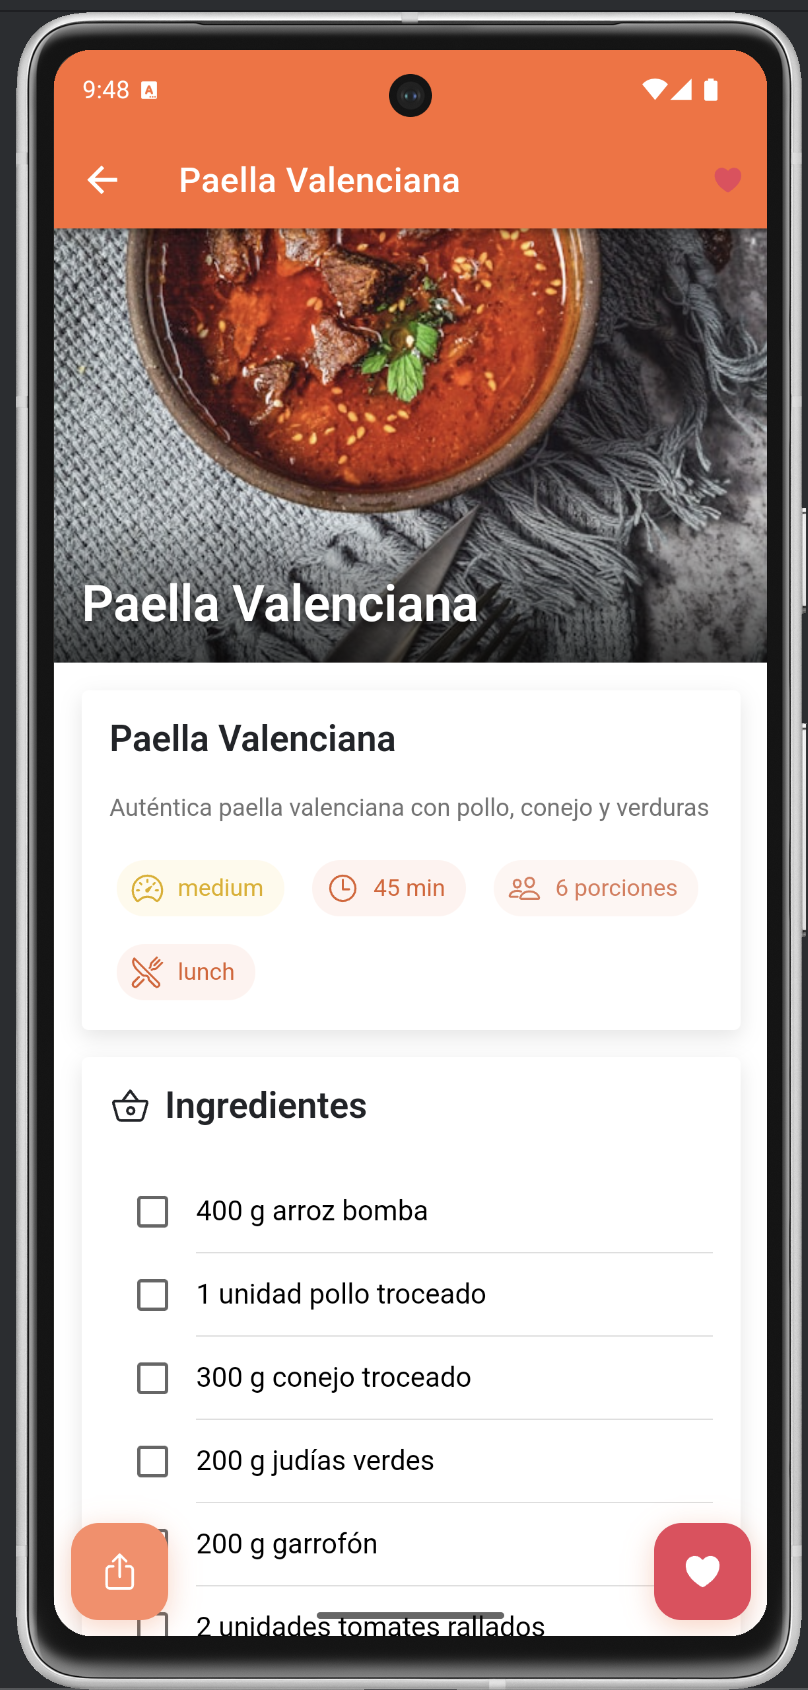 9:48 A
Paella Valenciana
Paella Valenciana
Paella Valenciana
Auténtica paella valenciana con pollo, conejo y verduras
medium
45 min
6 porciones
lunch
Ingredientes
400 g arroz bomba
1 unidad pollo troceado
300 g conejo troceado
200 g judías verdes
200 g garrofón
2 unidades tomates rallados